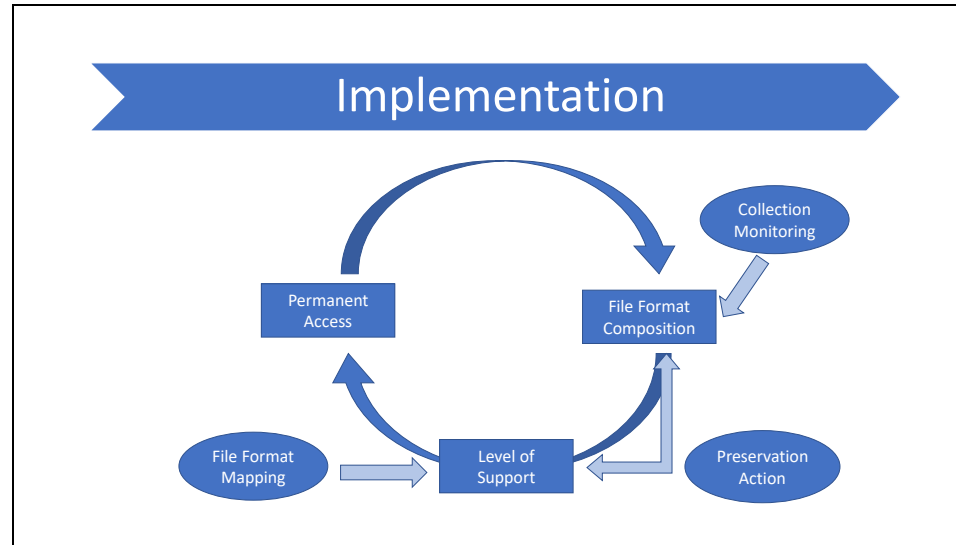 Implementation
Collection
Monitoring
Permanent
Access
File Format
Composition
File Format
Mapping
Level of
Support
Preservation
Action